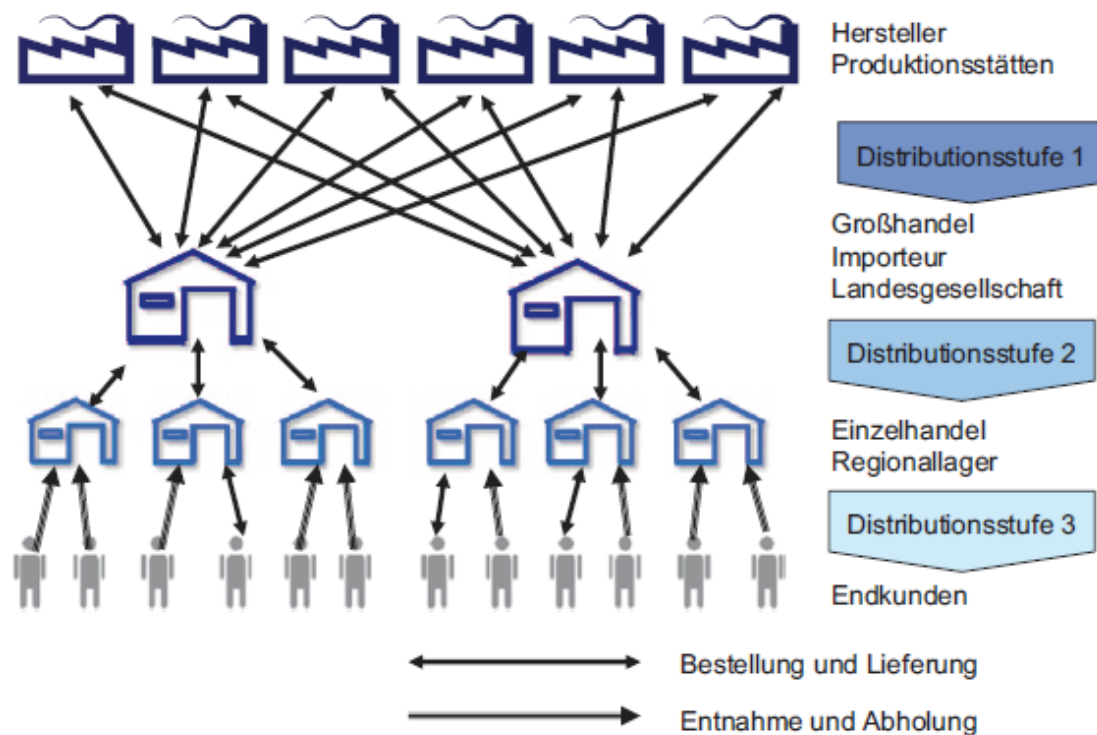 Hersteller
Produktionsstätten
Distributionsstufe 1
Großhandel
Importeur
Landesgesellschaft
Distributionsstufe 2
Einzelhandel
Regionallager
Distributionsstufe 3
Endkunden
Bestellung und Lieferung
Entnahme und Abholung